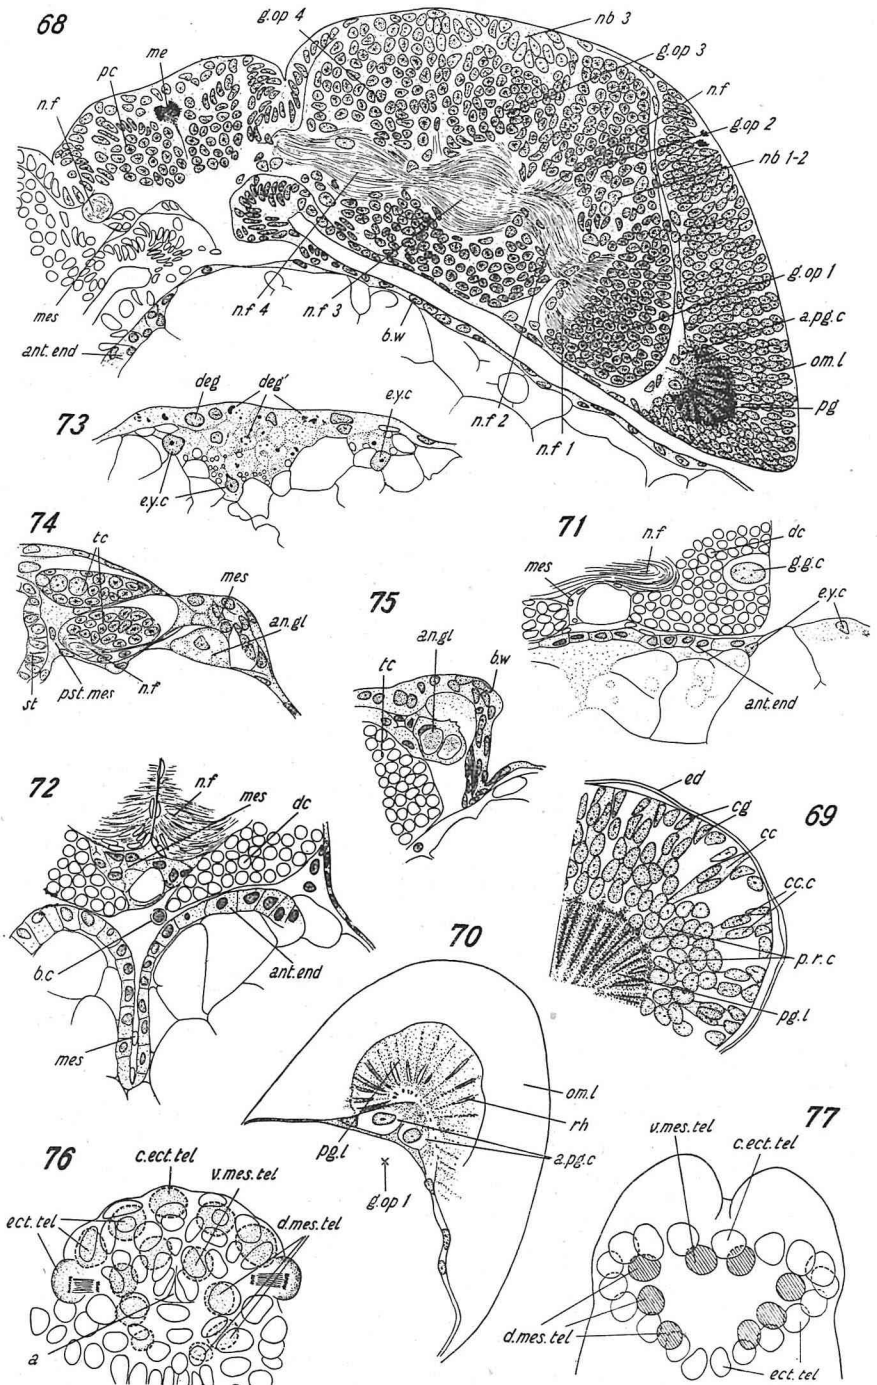 68
g.op 4
nb 3
g.op 3
me
pc
n.f
n.f
g.op 2
nb 1-2
g.op 1
a.pg.c
om.l
pg
mes
n.f 4
n.f 3
b.w
ant.end
n.f 2
n.f 1
73
deg
deg'
e.y.c
e.y.c
74
tc
mes
an.gl
st
pst.mes
n.f
75
an.gl
tc
b.w
71
n.f
dc
mes
g.g.c
e.y.c
ant.end
72
n.f
mes
dc
b.c
ant.end
mes
69
ed
cg
cc
cc.c
p.r.c
pg.l
70
om.l
rh
pg.l
a.pg.c
x
g.op 1
76
c.ect.tel
v.mes.tel
ect.tel
d.mes.tel
a
77
v.mes.tel
c.ect.tel
d.mes.tel
ect.tel